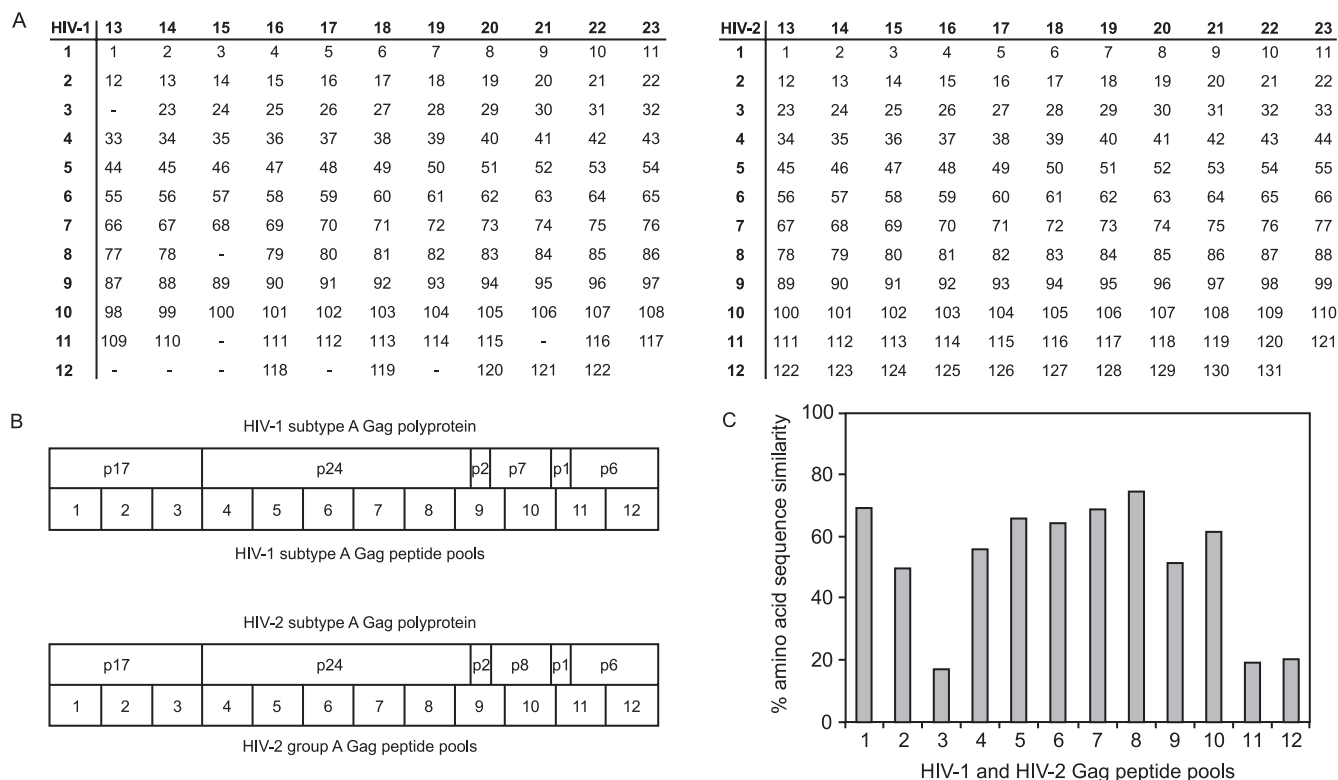 A
HIV-1 13 14 15 16 17 18 19 20 21 22 23
1 1 2 3 4 5 6 7 8 9 10 11
2 12 13 14 15 16 17 18 19 20 21 22
3 - 23 24 25 26 27 28 29 30 31 32
4 33 34 35 36 37 38 39 40 41 42 43
5 44 45 46 47 48 49 50 51 52 53 54
6 55 56 57 58 59 60 61 62 63 64 65
7 66 67 68 69 70 71 72 73 74 75 76
8 77 78 - 79 80 81 82 83 84 85 86
9 87 88 89 90 91 92 93 94 95 96 97
10 98 99 100 101 102 103 104 105 106 107 108
11 109 110 - 111 112 113 114 115 - 116 117
12 - - - 118 - 119 - 120 121 122
HIV-2 13 14 15 16 17 18 19 20 21 22 23
1 1 2 3 4 5 6 7 8 9 10 11
2 12 13 14 15 16 17 18 19 20 21 22
3 23 24 25 26 27 28 29 30 31 32 33
4 34 35 36 37 38 39 40 41 42 43 44
5 45 46 47 48 49 50 51 52 53 54 55
6 56 57 58 59 60 61 62 63 64 65 66
7 67 68 69 70 71 72 73 74 75 76 77
8 78 79 80 81 82 83 84 85 86 87 88
9 89 90 91 92 93 94 95 96 97 98 99
10 100 101 102 103 104 105 106 107 108 109 110
11 111 112 113 114 115 116 117 118 119 120 121
12 122 123 124 125 126 127 128 129 130 131
B
HIV-1 subtype A Gag polyprotein
p17 p24 p2 p7 p1 p6
1 2 3 4 5 6 7 8 9 10 11 12
HIV-1 subtype A Gag peptide pools
HIV-2 subtype A Gag polyprotein
p17 p24 p2 p8 p1 p6
1 2 3 4 5 6 7 8 9 10 11 12
HIV-2 group A Gag peptide pools
C
% amino acid sequence similarity
100
80
60
40
20
0
1 2 3 4 5 6 7 8 9 10 11 12
HIV-1 and HIV-2 Gag peptide pools